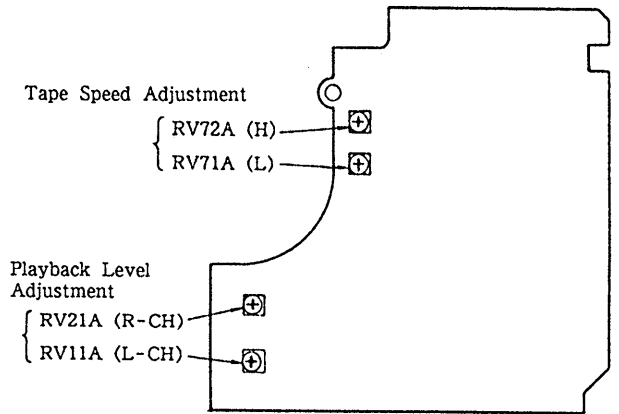 Tape Speed Adjustment
RV72A (H)
RV71A (L)
Playback Level
Adjustment
RV21A (R-CH)
RV11A (L-CH)